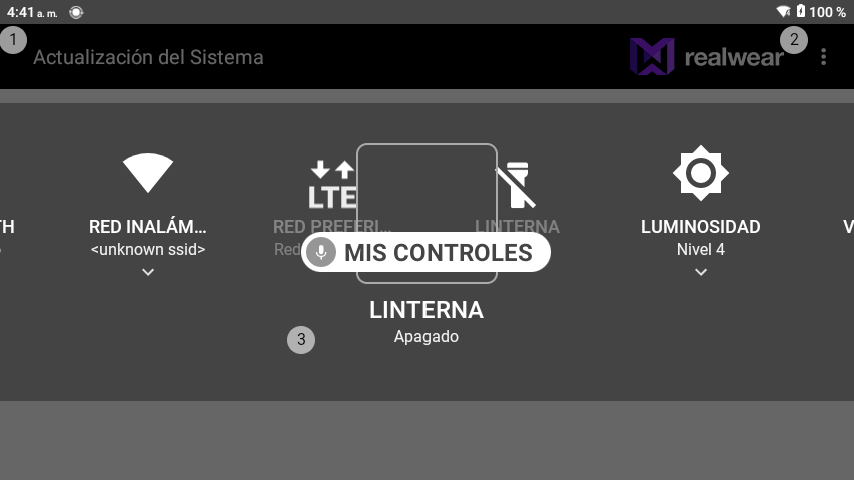 4:41 a. m.
100 %
1
2
Actualización del Sistema
realwear
TH
RED INALÁM…
<unknown ssid>
LTE
RED PREFERI…
Red
LINTERNA
LUMINOSIDAD
Nivel 4
V
MIS CONTROLES
LINTERNA
Apagado
3